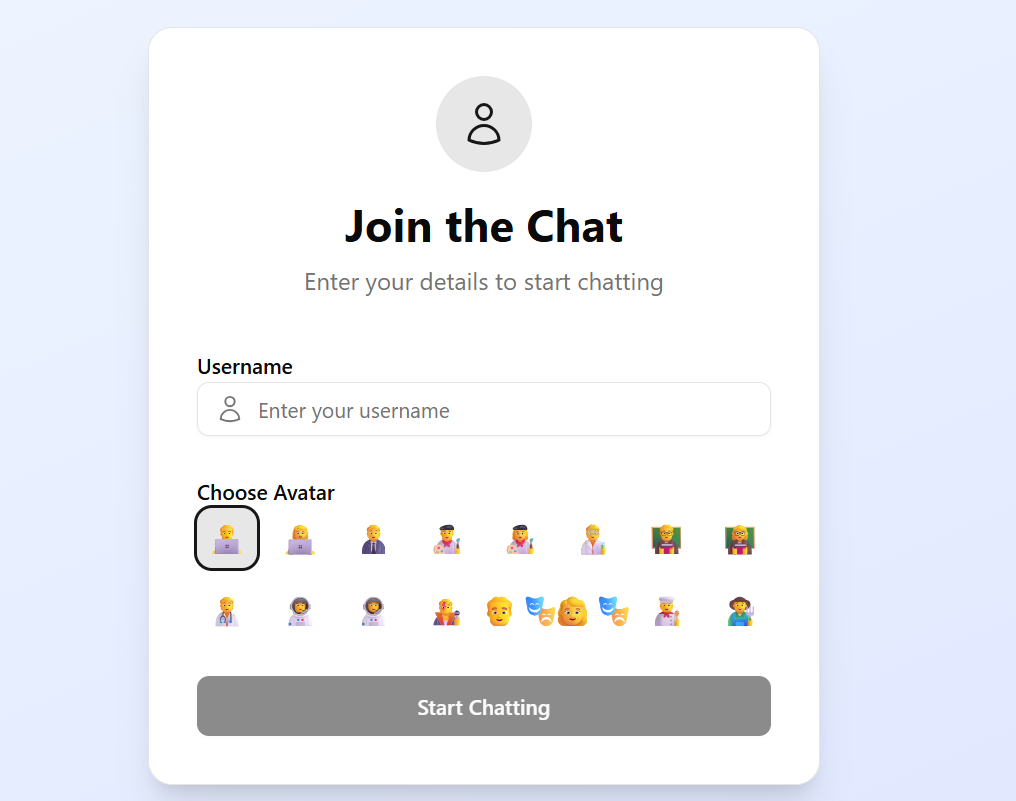 Join the Chat
Enter your details to start chatting
Username
Enter your username
Choose Avatar
Start Chatting